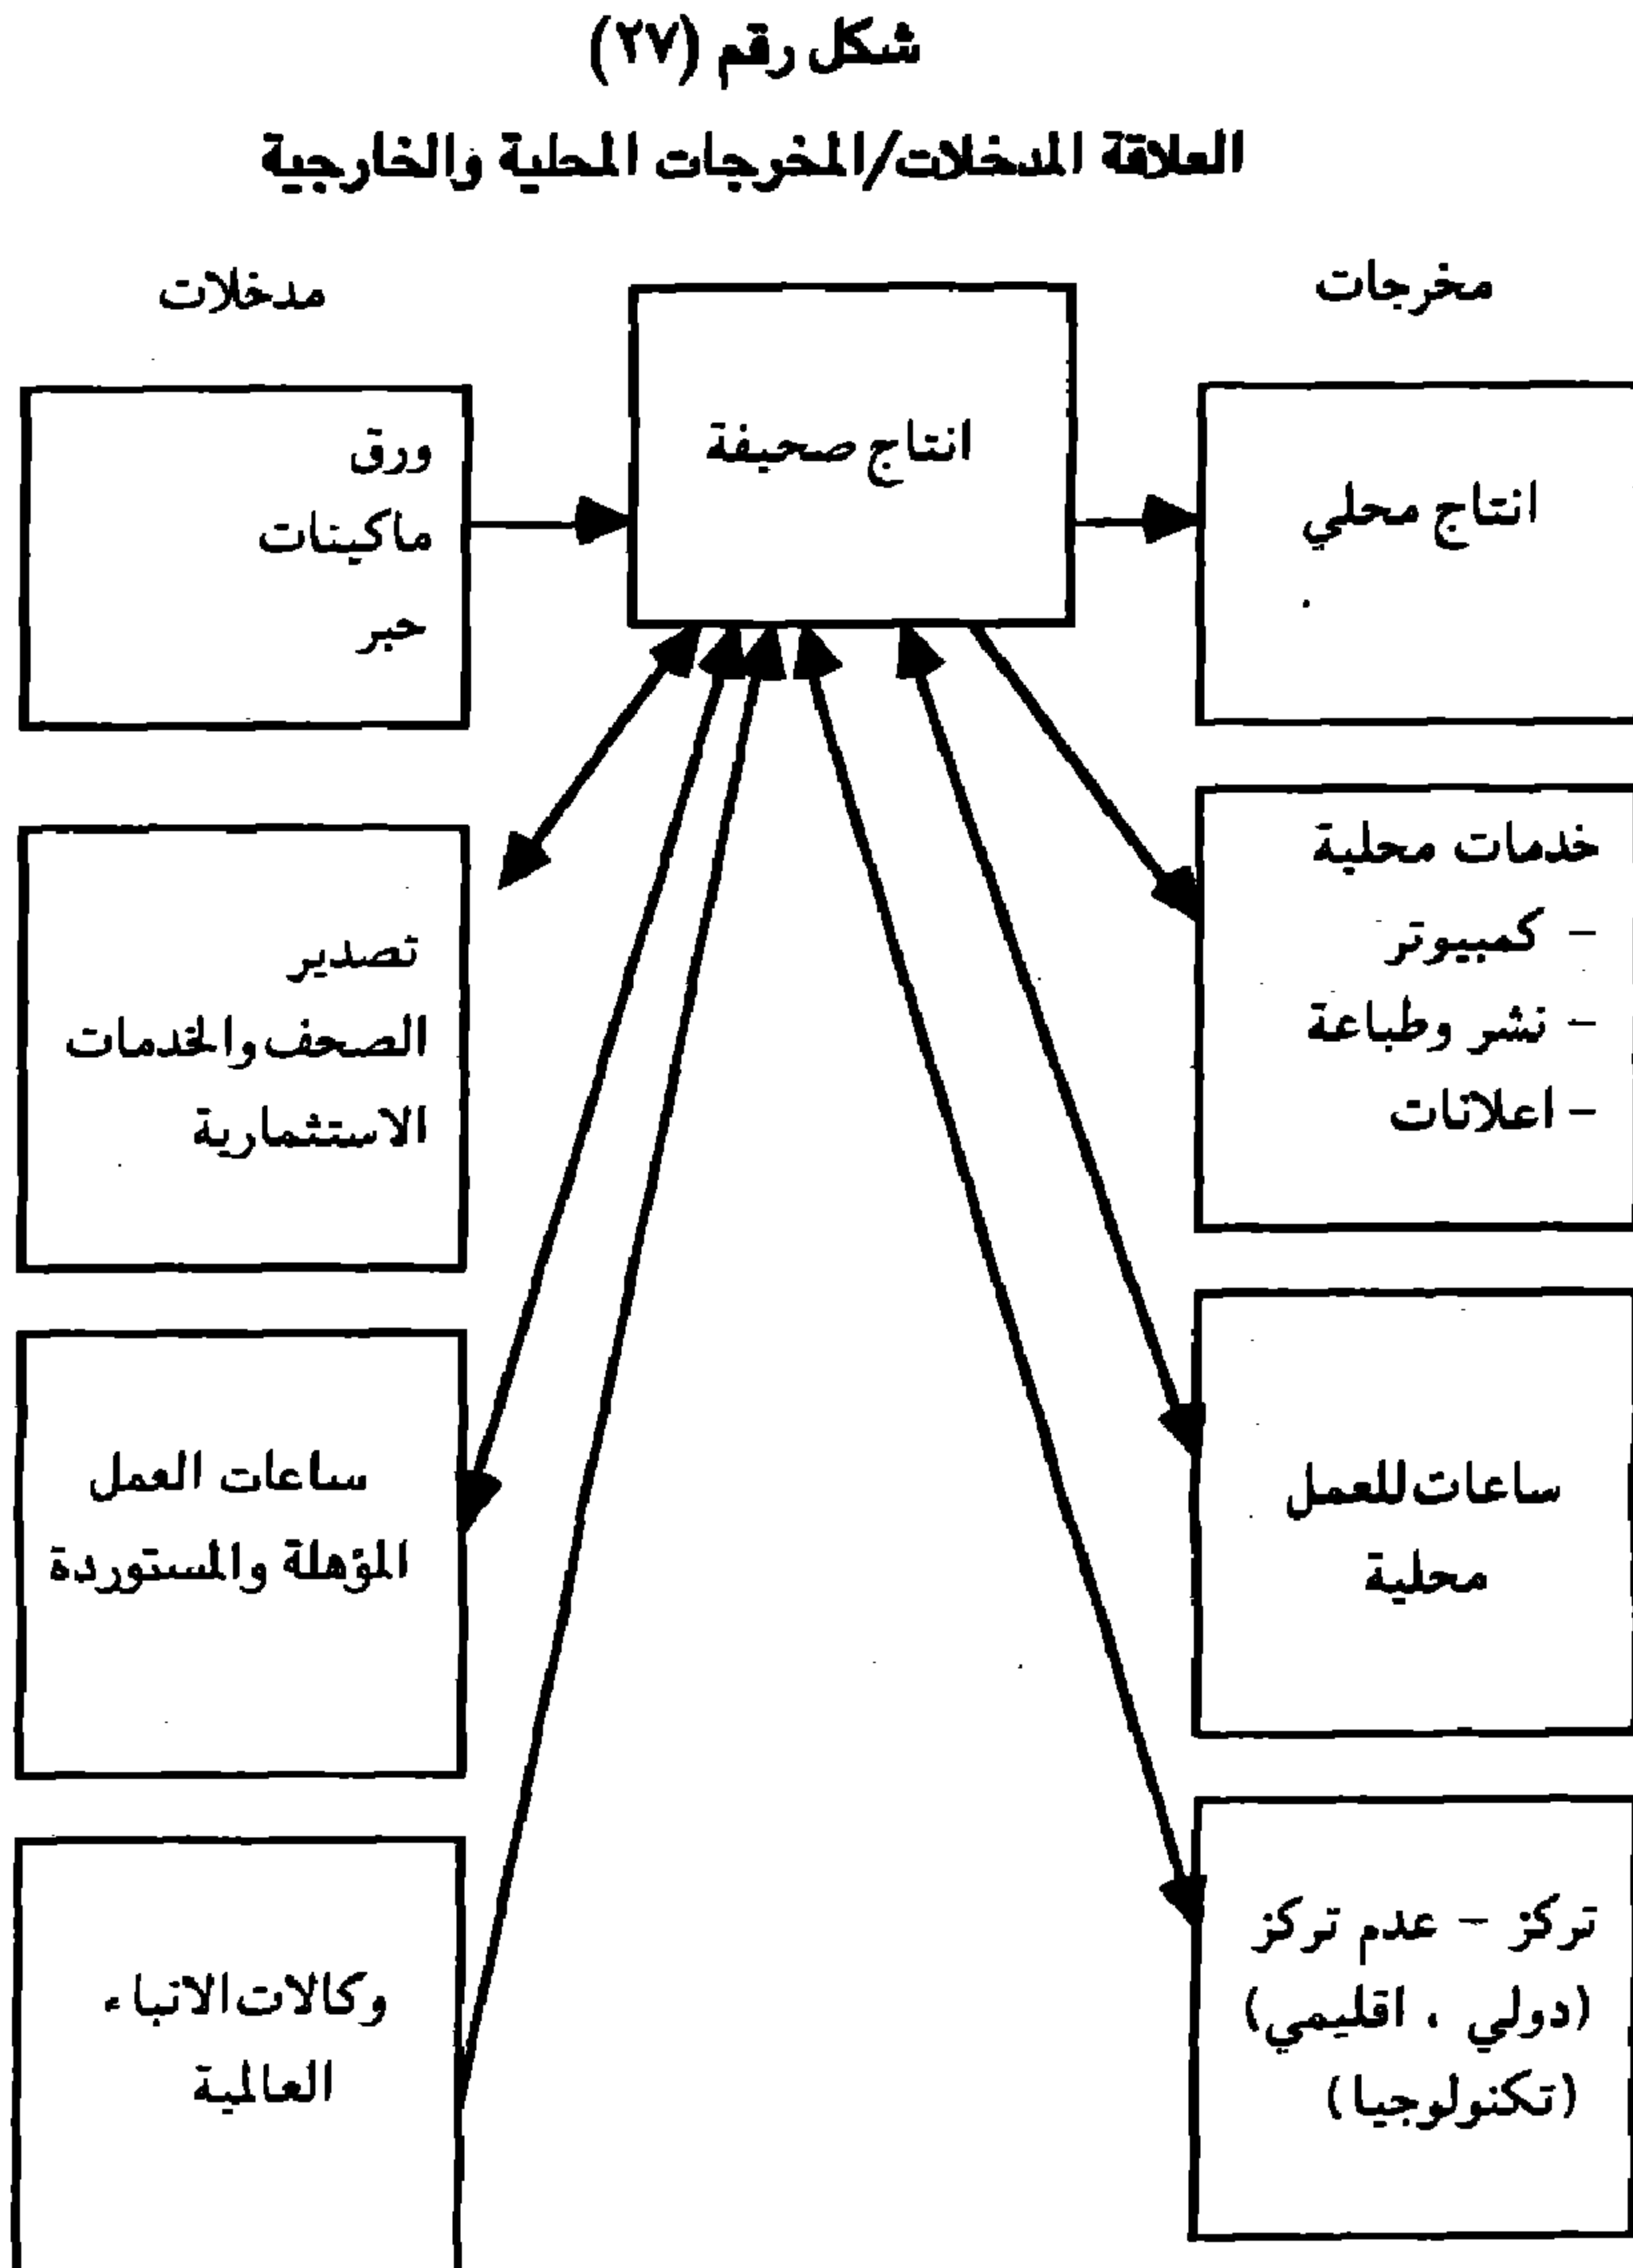 شكل رقم (٢٧)
العلاقة المدخلات/المخرجات المحلية والخارجية
مخرجات
مدخلات
انتاج صحيفة
انتاج محلي
خدمات محلية
- كمبيوتر
- نشر وطباعة
- اعلانات
ساعات للعمل
محلية
تركز - عدم تركز
(دولي ، اقليمي)
(تكنولوجيا)
ورق
ماكينات
حبر
تصدير
الصحف والخدمات
الاستثمارية
ساعات العمل
المؤهلة والمستوردة
وكالات الانباء
العالمية